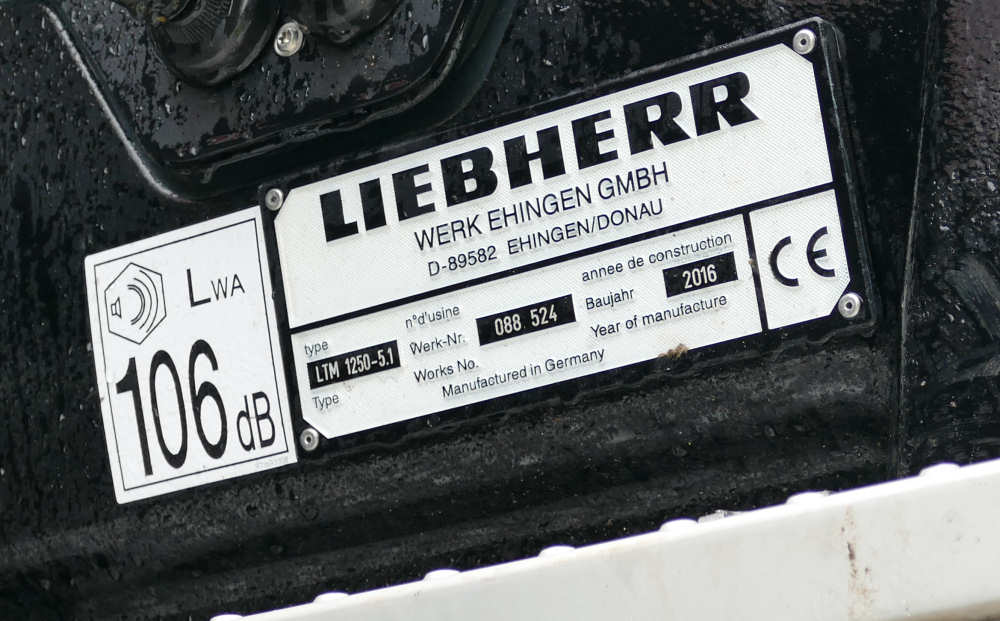 LIEBHERR
WERK EHINGEN GMBH
D-89582 EHINGEN/DONAU
type
LTM 1250-5.1
Type
n°d'usine
Werk-Nr.
088 524
Works No.
annee de construction
Baujahr
2016
Year of manufacture
Manufactured in Germany
CE
LWA
106 dB